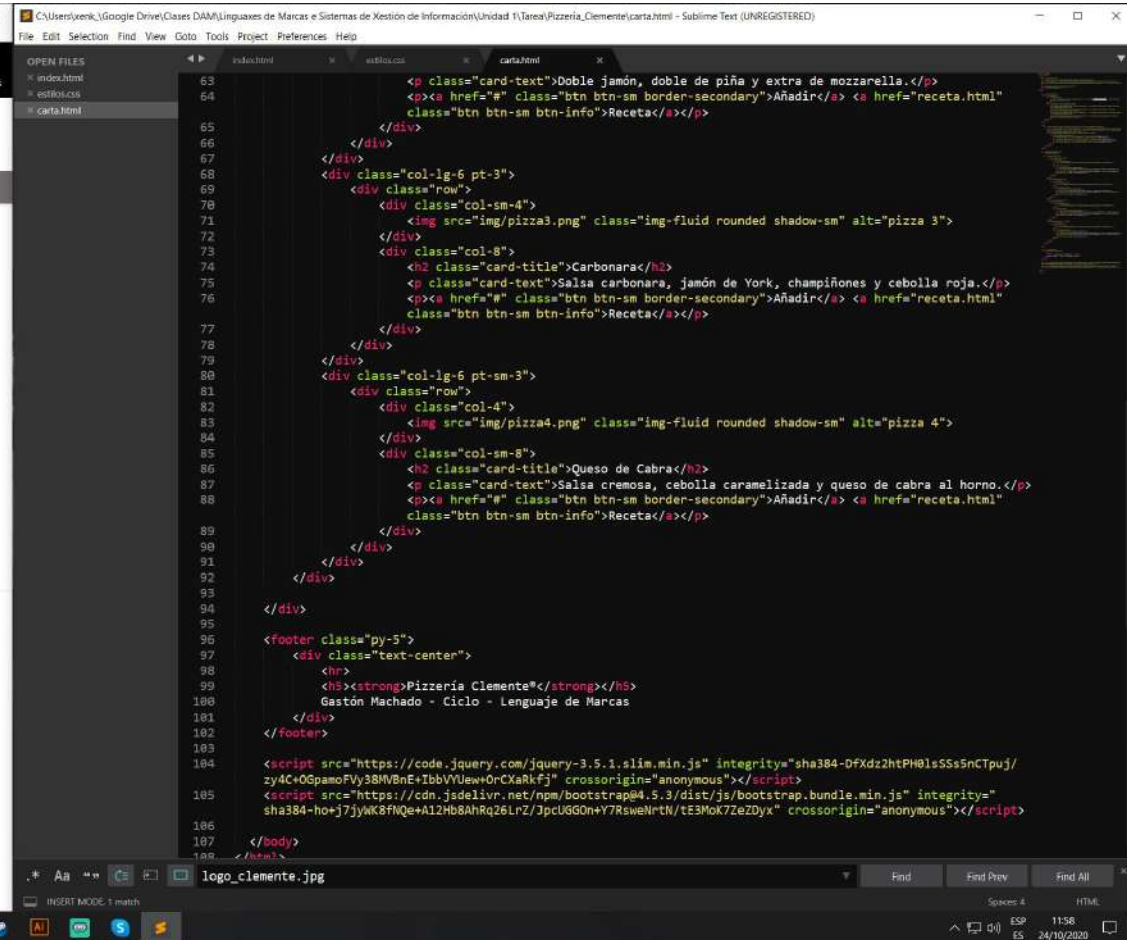 C:\Users\xenk_\Google Drive\Clases DAM\Linguaxes de Marcas e Sistemas de Xestión de Información\Unidad 1\Tarea\Pizzería_Clemente\carta.html - Sublime Text (UNREGISTERED)
File Edit Selection Find View Goto Tools Project Preferences Help
OPEN FILES
index.html
estilos.css
carta.html
index.html estilos.css carta.html
63 <p class="card-text">Doble jamón, doble de piña y extra de mozzarella.</p>
64 <p><a href="#" class="btn btn-sm border-secondary">Añadir</a> <a href="receta.html"
class="btn btn-sm btn-info">Receta</a></p>
65 </div>
66 </div>
67 </div>
68 <div class="col-lg-6 pt-3">
69 <div class="row">
70 <div class="col-sm-4">
71 <img src="img/pizza3.png" class="img-fluid rounded shadow-sm" alt="pizza 3">
72 </div>
73 <div class="col-8">
74 <h2 class="card-title">Carbonara</h2>
75 <p class="card-text">Salsa carbonara, jamón de York, champiñones y cebolla roja.</p>
76 <p><a href="#" class="btn btn-sm border-secondary">Añadir</a> <a href="receta.html"
class="btn btn-sm btn-info">Receta</a></p>
77 </div>
78 </div>
79 </div>
80 <div class="col-lg-6 pt-sm-3">
81 <div class="row">
82 <div class="col-4">
83 <img src="img/pizza4.png" class="img-fluid rounded shadow-sm" alt="pizza 4">
84 </div>
85 <div class="col-sm-8">
86 <h2 class="card-title">Queso de Cabra</h2>
87 <p class="card-text">Salsa cremosa, cebolla caramelizada y queso de cabra al horno.</p>
88 <p><a href="#" class="btn btn-sm border-secondary">Añadir</a> <a href="receta.html"
class="btn btn-sm btn-info">Receta</a></p>
89 </div>
90 </div>
91 </div>
92 </div>
93
94 </div>
95
96 <footer class="py-5">
97 <div class="text-center">
98 <hr>
99 <h5><strong>Pizzería Clemente®</strong></h5>
100 Gastón Machado - Ciclo - Lenguaje de Marcas
101 </div>
102 </footer>
103
104 <script src="https://code.jquery.com/jquery-3.5.1.slim.min.js" integrity="sha384-DfXdz2htPH0lsSSs5nCTpuj/
zy4C+OGpamoFVy38MVBnE+IbbVYUew+OrCXaRkfj" crossorigin="anonymous"></script>
105 <script src="https://cdn.jsdelivr.net/npm/bootstrap@4.5.3/dist/js/bootstrap.bundle.min.js" integrity="
sha384-ho+j7jyWK8fNQe+A12Hb8AhRq26LrZ/JpcUGGOn+Y7RsweNrtN/tE3MoK7ZeZDyx" crossorigin="anonymous"></script>
106
107 </body>
108 </html>
.* Aa “” logo_clemente.jpg Find Find Prev Find All
INSERT MODE, 1 match Spaces: 4 HTML
Ai S ESP 11:58
ES 24/10/2020